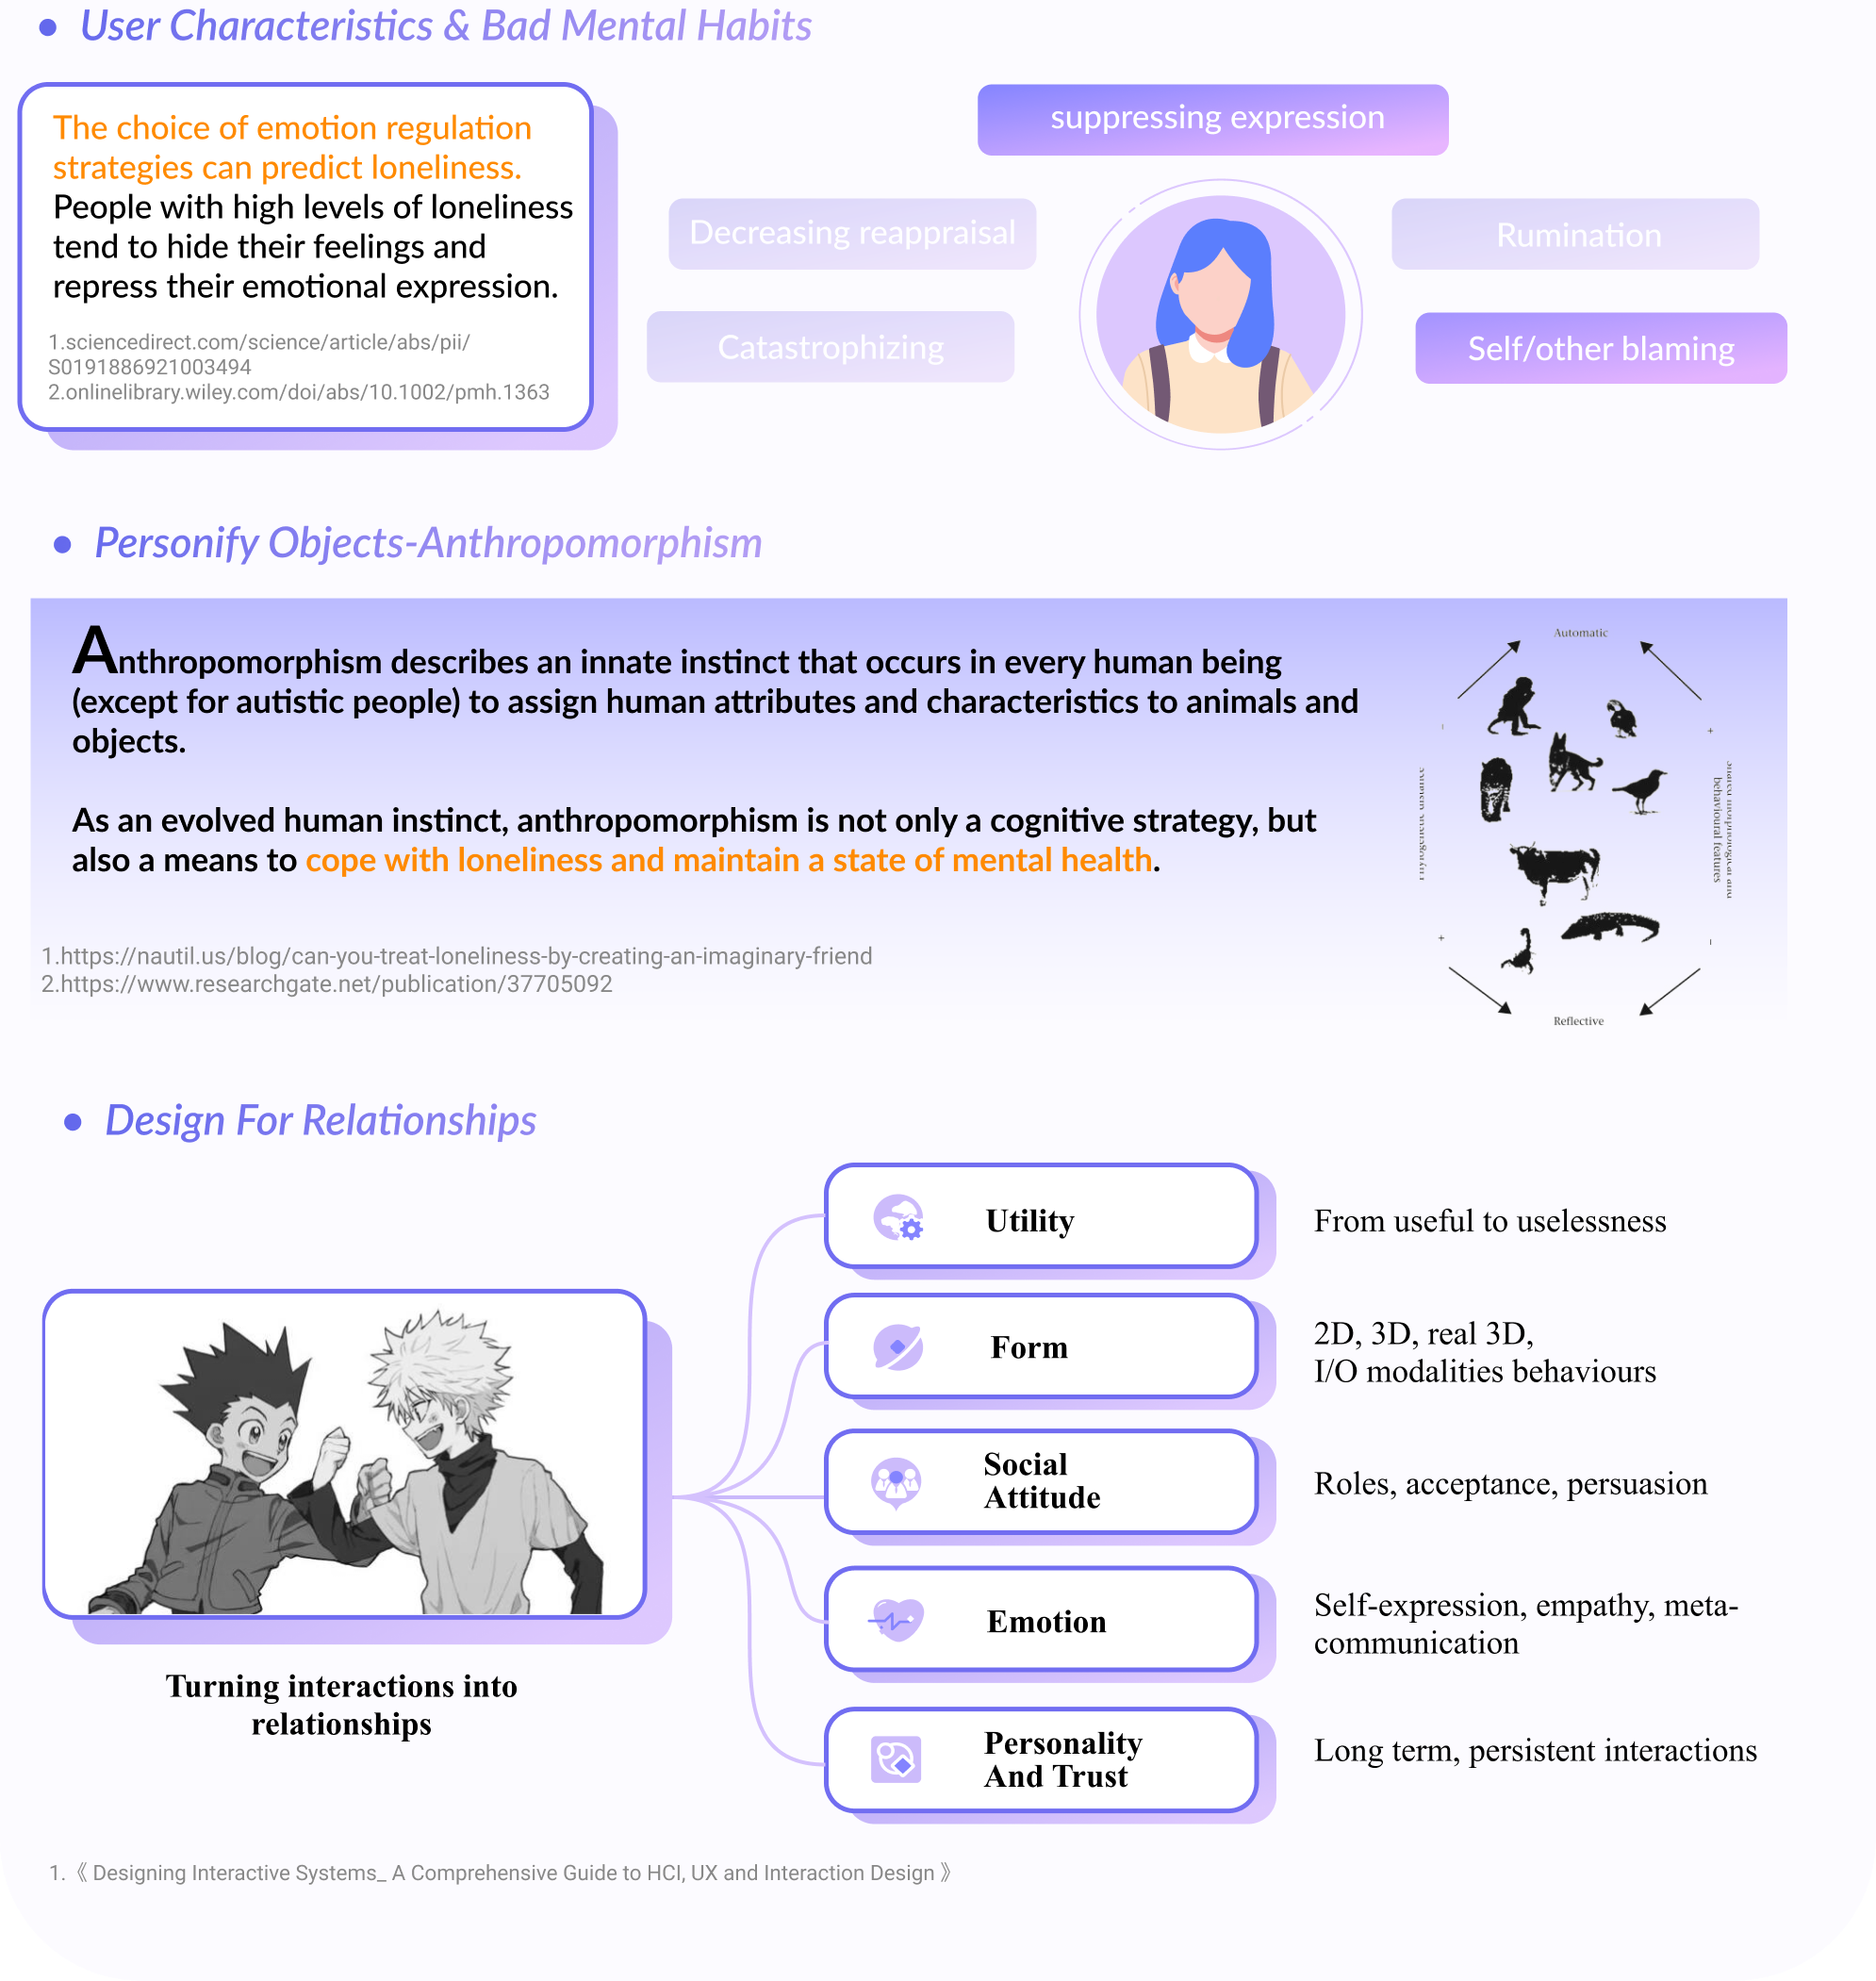 User Characteristics & Bad Mental Habits
The choice of emotion regulation
strategies can predict loneliness.
People with high levels of loneliness
tend to hide their feelings and
repress their emotional expression.
1.sciencedirect.com/science/article/abs/pii/
S0191886921003494
2.onlinelibrary.wiley.com/doi/abs/10.1002/pmh.1363
suppressing expression
Decreasing reappraisal
Rumination
Catastrophizing
Self/other blaming
Personify Objects-Anthropomorphism
Anthropomorphism describes an innate instinct that occurs in every human being
(except for autistic people) to assign human attributes and characteristics to animals and
objects.
As an evolved human instinct, anthropomorphism is not only a cognitive strategy, but
also a means to cope with loneliness and maintain a state of mental health.
1.https://nautil.us/blog/can-you-treat-loneliness-by-creating-an-imaginary-friend
2.https://www.researchgate.net/publication/37705092
Automatic
behavioural features
Reflective
Design For Relationships
Utility
From useful to uselessness
Form
2D, 3D, real 3D,
I/O modalities behaviours
Social
Attitude
Roles, acceptance, persuasion
Emotion
Self-expression, empathy, meta-
communication
Personality
And Trust
Long term, persistent interactions
Turning interactions into
relationships
1.《 Designing Interactive Systems_ A Comprehensive Guide to HCI, UX and Interaction Design 》